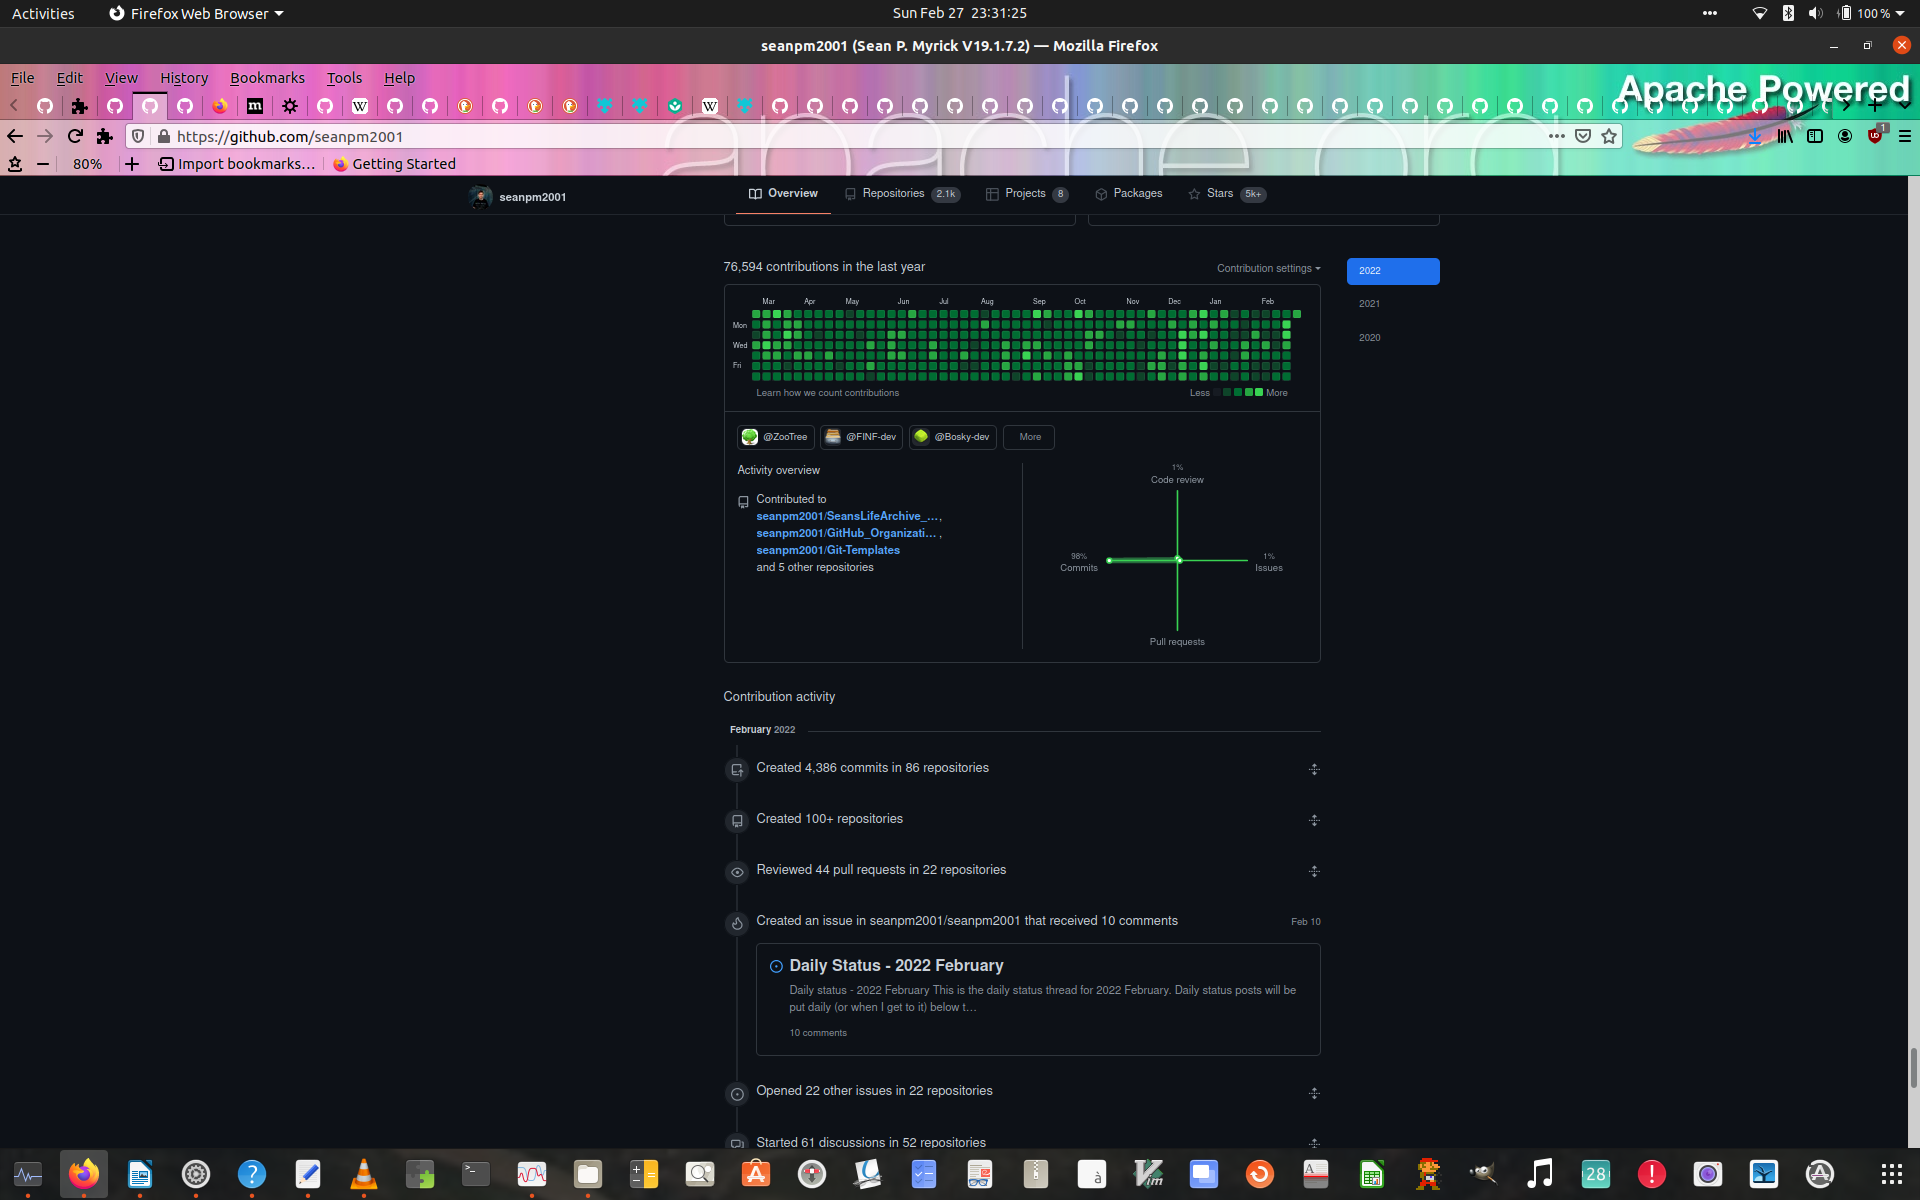 Activities
Firefox Web Browser
Sun Feb 27 23:31:25
100 %
seanpm2001 (Sean P. Myrick V19.1.7.2) — Mozilla Firefox
File Edit View History Bookmarks Tools Help
Apache Powered
https://github.com/seanpm2001
1
80%
Import bookmarks...
Getting Started
seanpm2001
Overview
Repositories 2.1k
Projects 8
Packages
Stars 5k+
76,594 contributions in the last year
Contribution settings
2022
2021
2020
Mar Apr May Jun Jul Aug Sep Oct Nov Dec Jan Feb
Mon
Wed
Fri
Learn how we count contributions
Less More
@ZooTree
@FINF-dev
@Bosky-dev
More
Activity overview
Contributed to
seanpm2001/SeansLifeArchive_...,
seanpm2001/GitHub_Organizati... ,
seanpm2001/Git-Templates
and 5 other repositories
1%
Code review
98%
Commits
1%
Issues
Pull requests
Contribution activity
February 2022
Created 4,386 commits in 86 repositories
Created 100+ repositories
Reviewed 44 pull requests in 22 repositories
Created an issue in seanpm2001/seanpm2001 that received 10 comments
Feb 10
Daily Status - 2022 February
Daily status - 2022 February This is the daily status thread for 2022 February. Daily status posts will be
put daily (or when I get to it) below t...
10 comments
Opened 22 other issues in 22 repositories
Started 61 discussions in 52 repositories
28